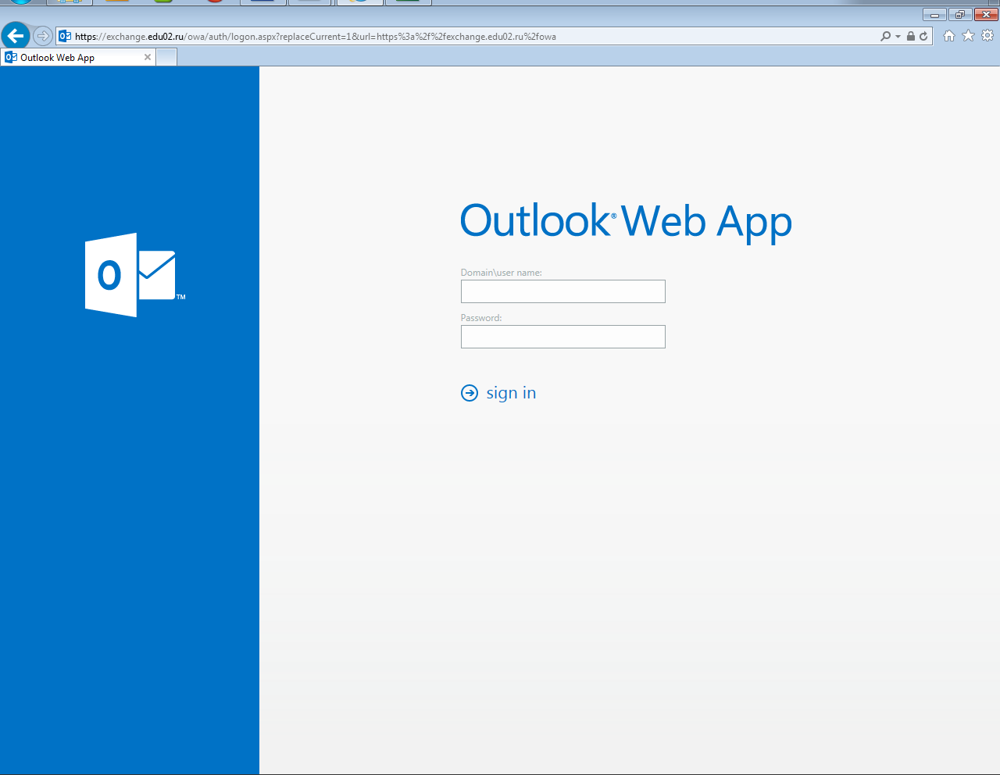 https://exchange.edu02.ru/owa/auth/logon.aspx?replaceCurrent=1&url=https%3a%2f%2fexchange.edu02.ru%2fowa
Outlook Web App
Outlook® Web App
O
TM
Domain\user name:
Password:
sign in